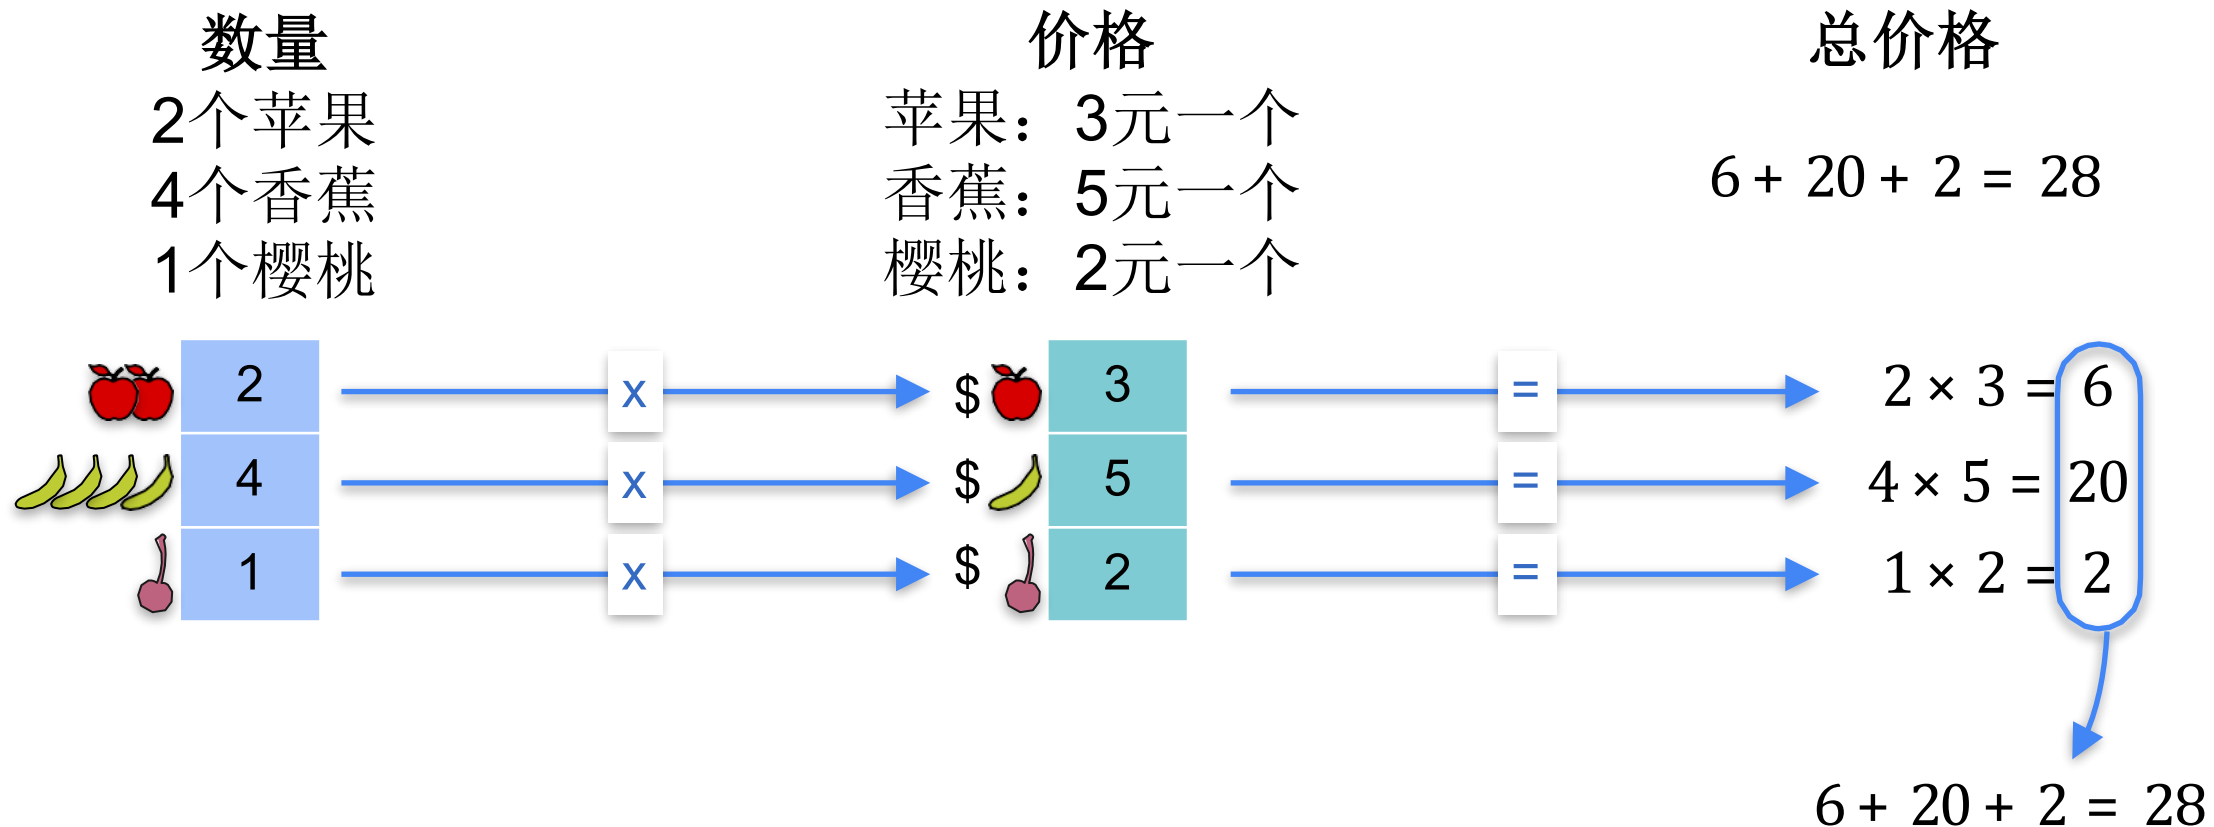 数量
2个苹果
4个香蕉
1个樱桃
价格
苹果：3元一个
香蕉：5元一个
樱桃：2元一个
总价格
6 + 20 + 2 = 28
2 x $ 3 = 2 × 3 = 6
4 x $ 5 = 4 × 5 = 20
1 x $ 2 = 1 × 2 = 2
6 + 20 + 2 = 28